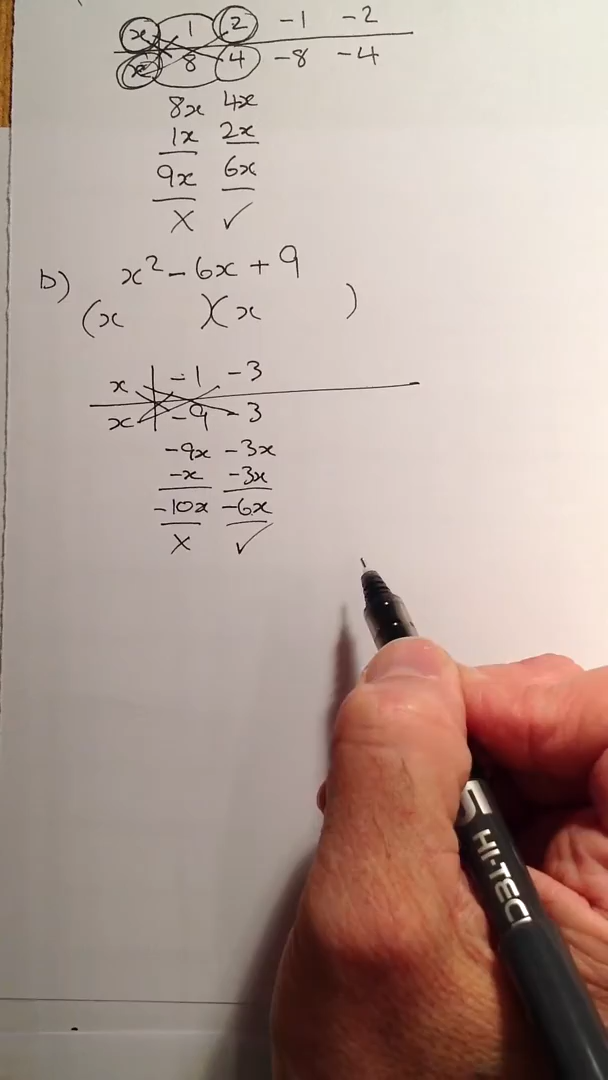 x 1 2 -1 -2
x 8 4 -8 -4
8x 4x
1x 2x
9x 6x
X ✓
b) x² - 6x + 9
(x )(x )
x -1 -3
x -9 -3
-9x -3x
-x -3x
-10x -6x
X ✓
HI-TEC